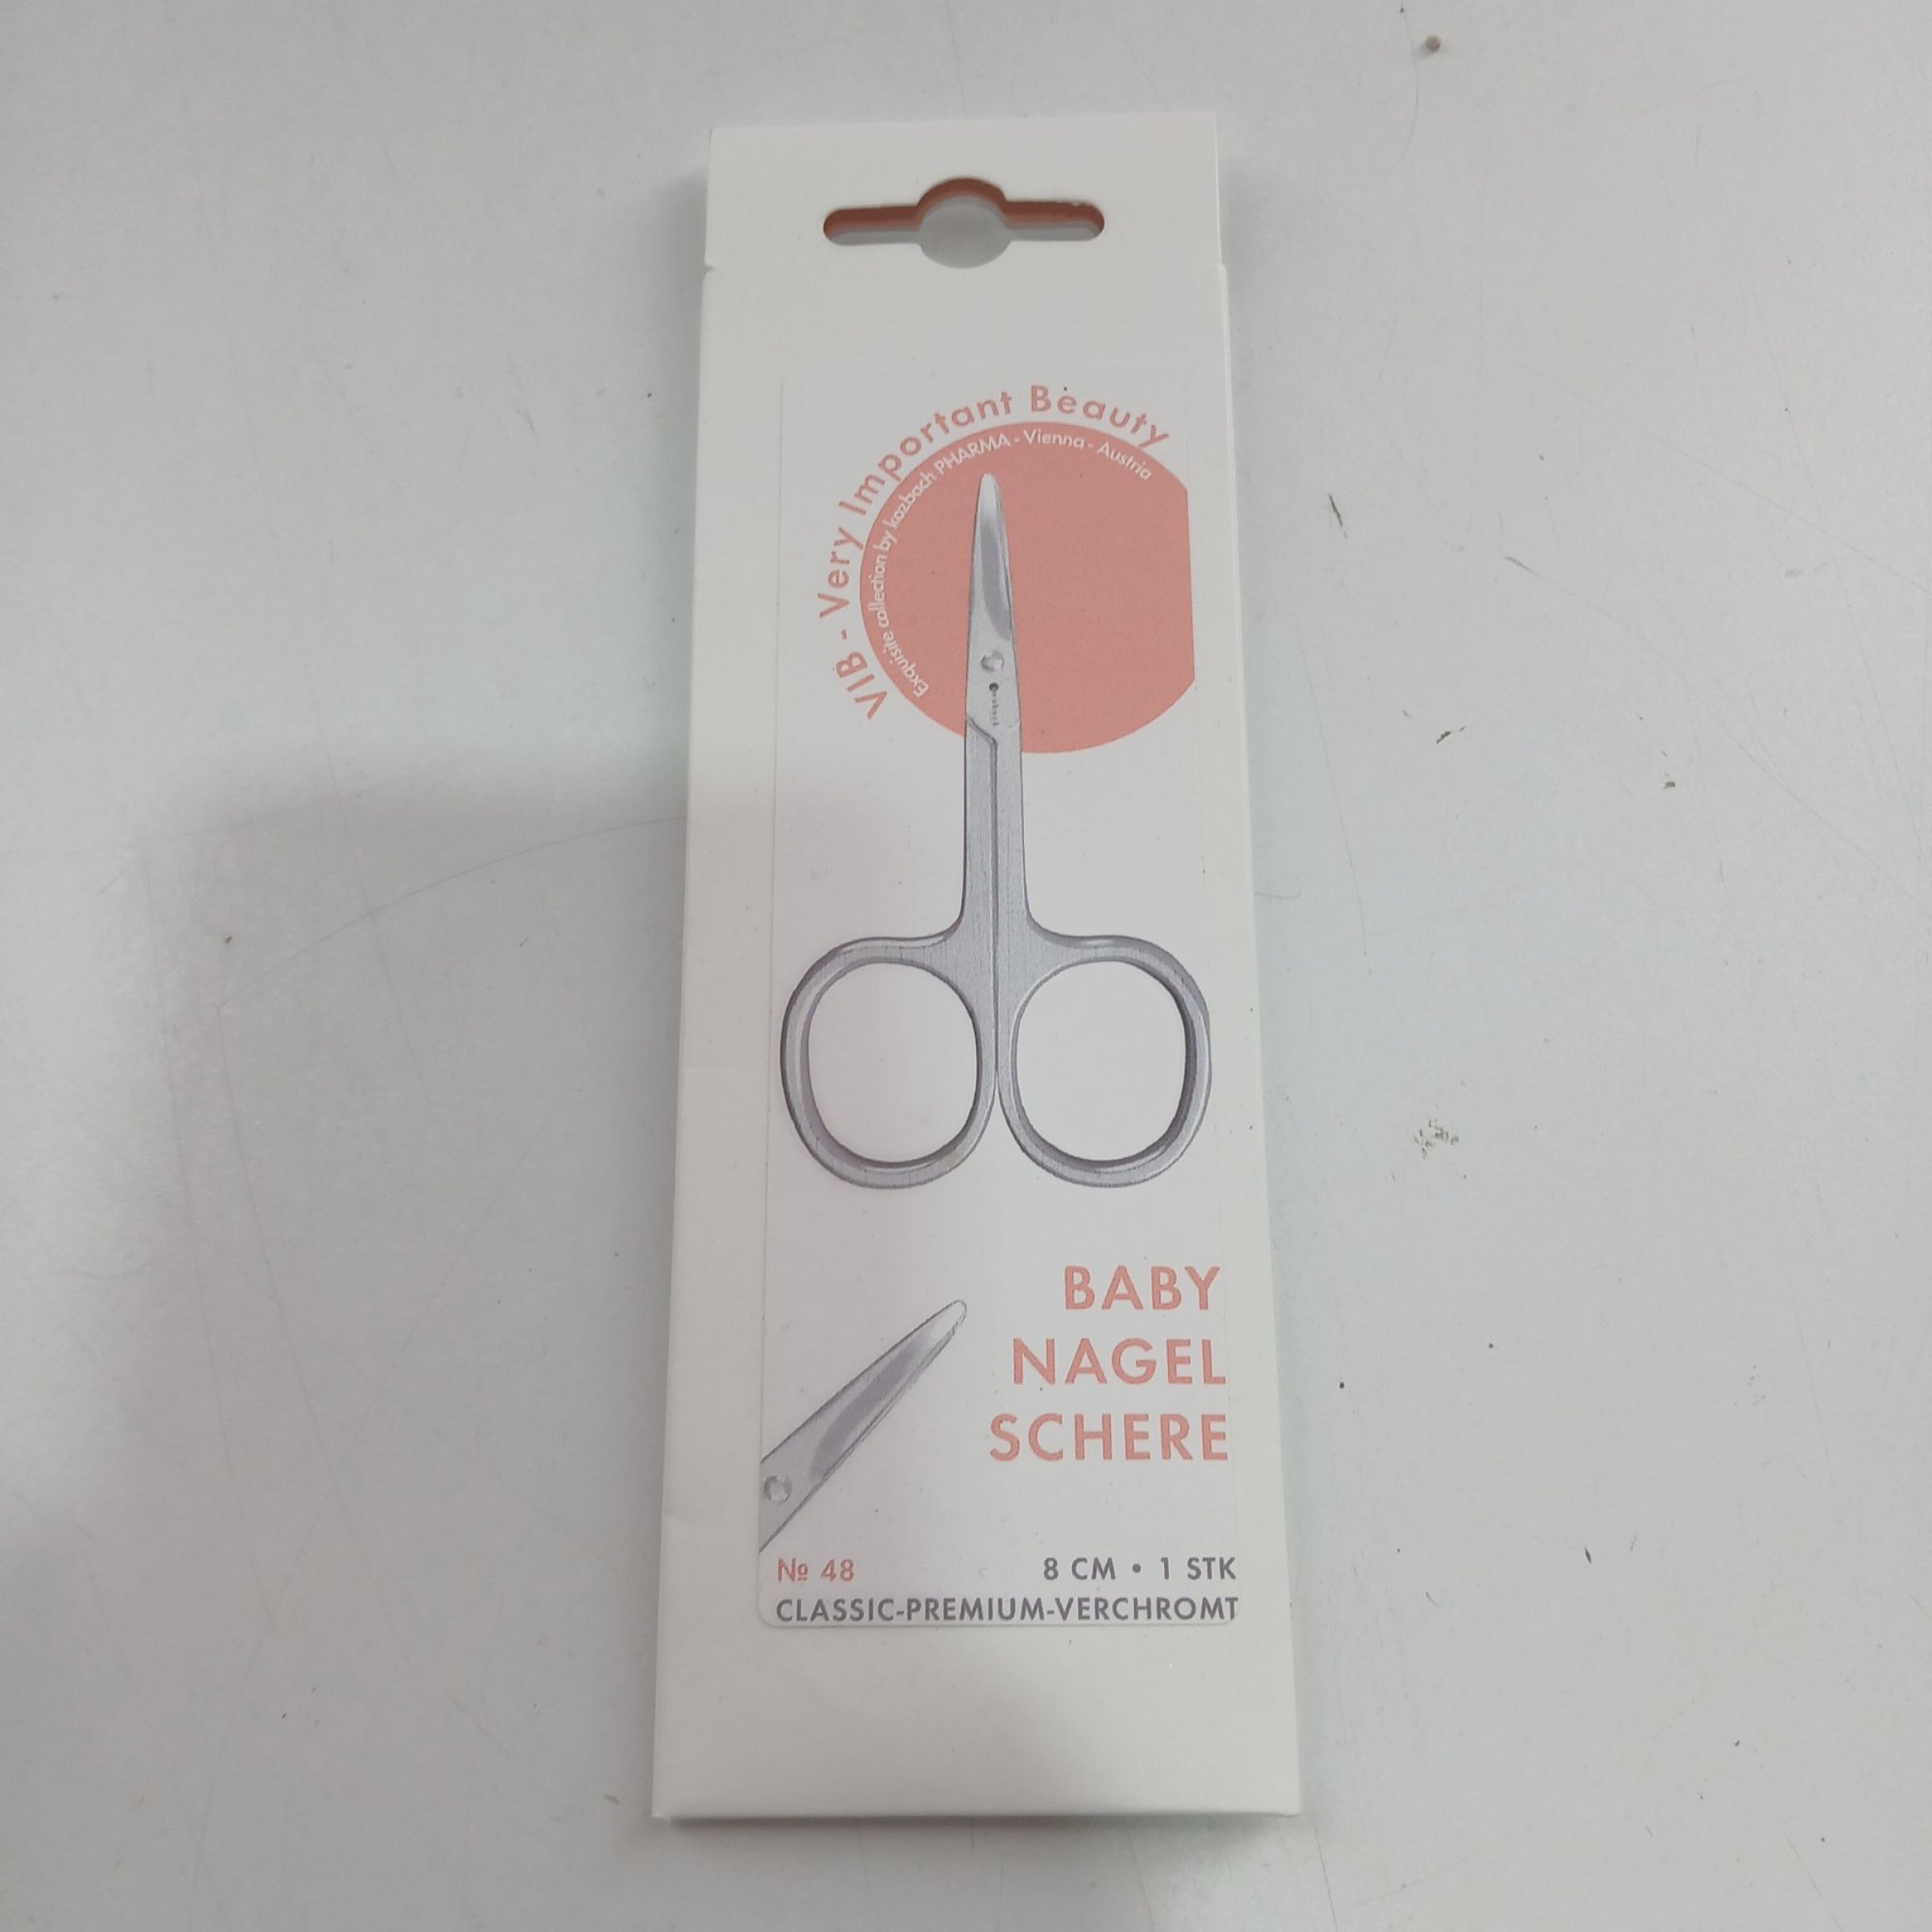 VIB - Very Important Beauty
Exquisite collection by kozbach PHARMA - Vienna - Austria
BABY
NAGEL
SCHERE
№ 48
8 CM • 1 STK
CLASSIC-PREMIUM-VERCHROMT